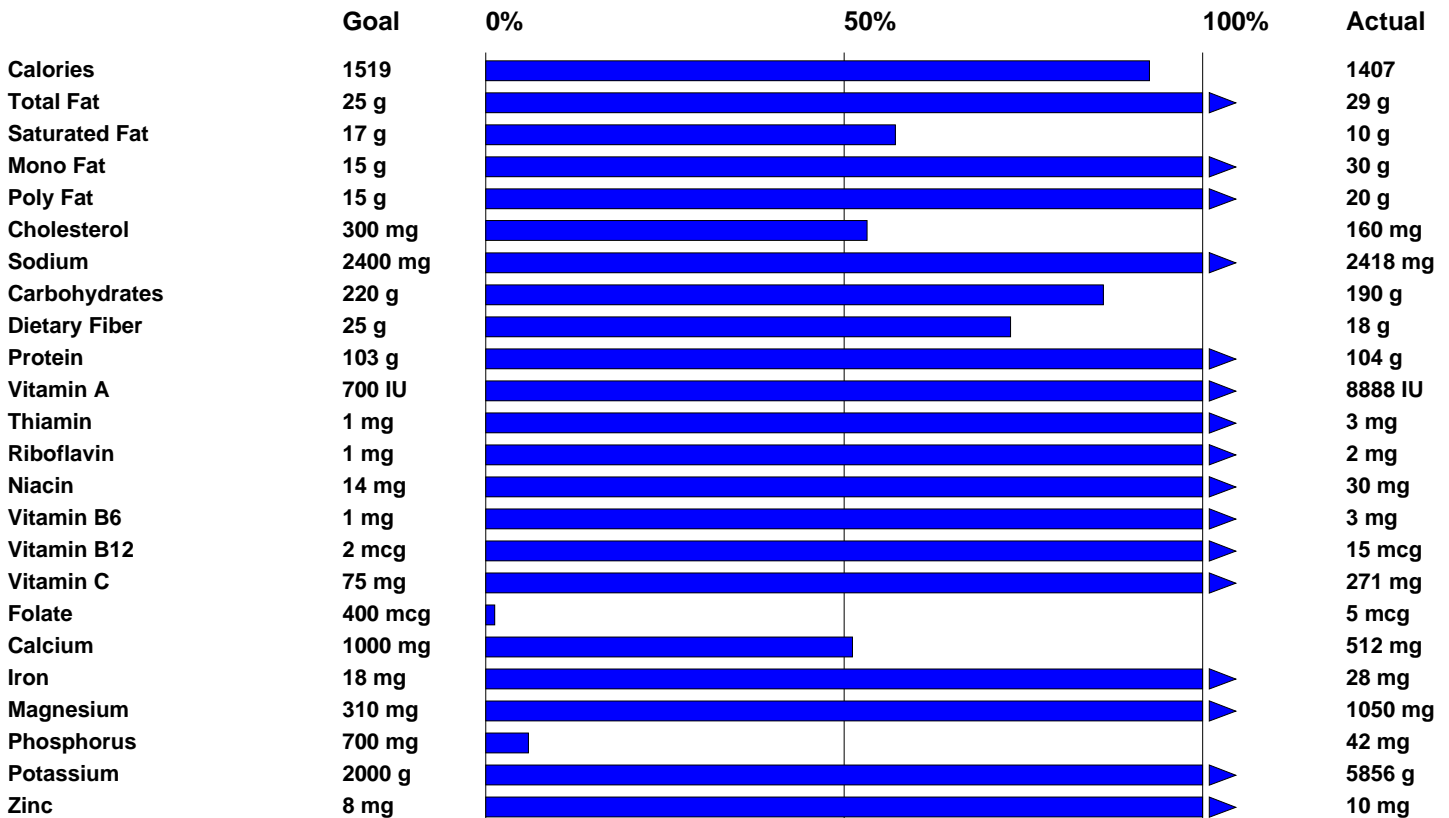 Goal 0% 50% 100% Actual
Calories 1519 1407
Total Fat 25 g 29 g
Saturated Fat 17 g 10 g
Mono Fat 15 g 30 g
Poly Fat 15 g 20 g
Cholesterol 300 mg 160 mg
Sodium 2400 mg 2418 mg
Carbohydrates 220 g 190 g
Dietary Fiber 25 g 18 g
Protein 103 g 104 g
Vitamin A 700 IU 8888 IU
Thiamin 1 mg 3 mg
Riboflavin 1 mg 2 mg
Niacin 14 mg 30 mg
Vitamin B6 1 mg 3 mg
Vitamin B12 2 mcg 15 mcg
Vitamin C 75 mg 271 mg
Folate 400 mcg 5 mcg
Calcium 1000 mg 512 mg
Iron 18 mg 28 mg
Magnesium 310 mg 1050 mg
Phosphorus 700 mg 42 mg
Potassium 2000 g 5856 g
Zinc 8 mg 10 mg